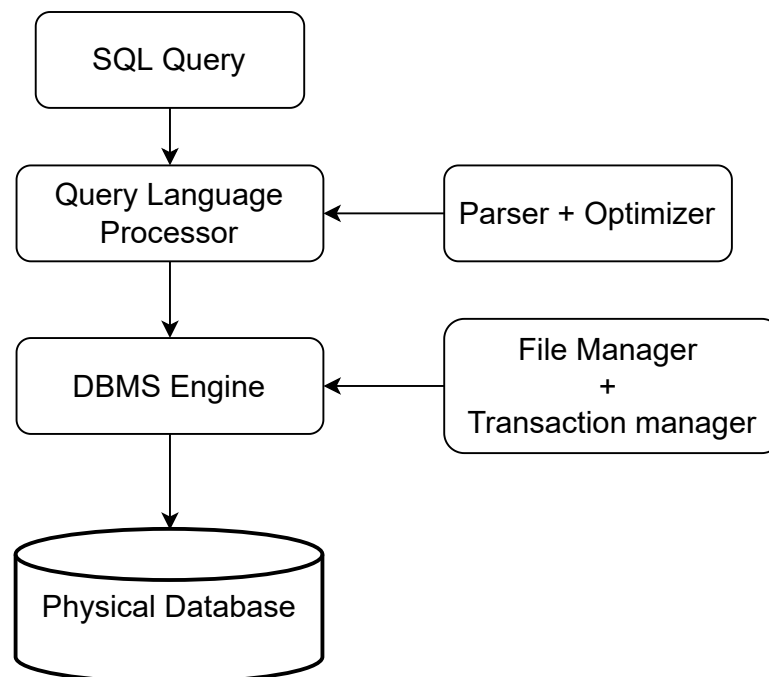 SQL Query
Query Language
Processor
Parser + Optimizer
DBMS Engine
File Manager
+
Transaction manager
Physical Database